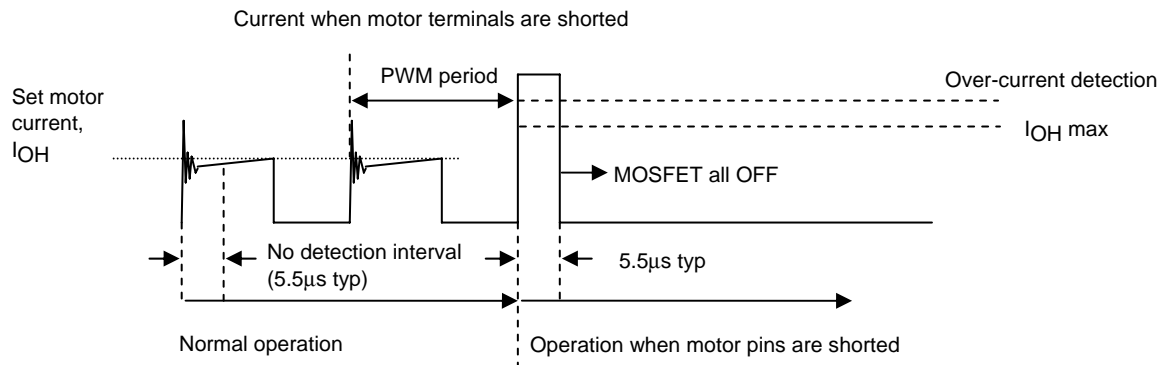 Current when motor terminals are shorted
PWM period
Over-current detection
Set motor
current,
IOH
IOH max
MOSFET all OFF
No detection interval
(5.5μs typ)
5.5μs typ
Normal operation
Operation when motor pins are shorted